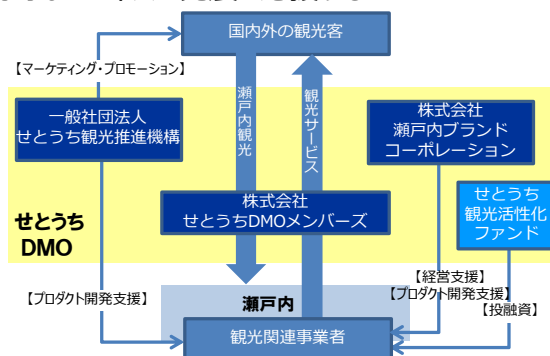 国内外の観光客
【マーケティング・プロモーション】
一般社団法人
せとうち観光推進機構
瀬戸内観光
観光サービス
株式会社
瀬戸内ブランド
コーポレーション
株式会社
せとうちDMOメンバーズ
せとうち
観光活性化
ファンド
せとうち
DMO
【プロダクト開発支援】
瀬戸内
【経営支援】
【プロダクト開発支援】
【投融資】
観光関連事業者